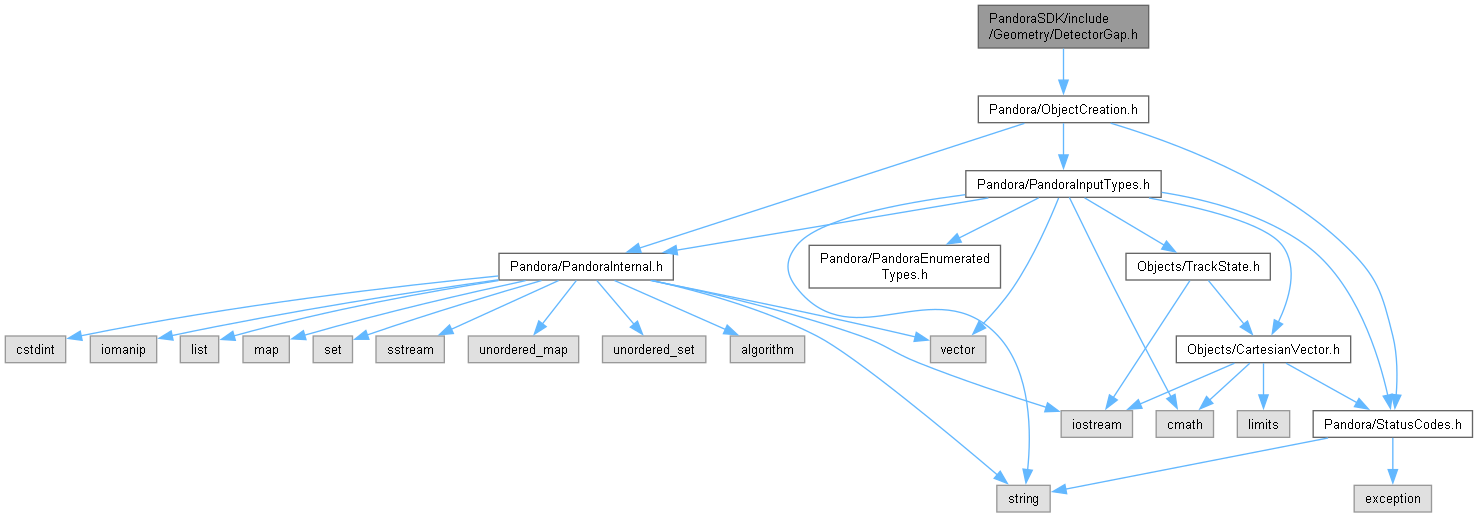 PandoraSDK/include
/Geometry/DetectorGap.h
Pandora/ObjectCreation.h
Pandora/PandoraInputTypes.h
Pandora/PandoraInternal.h
Pandora/PandoraEnumerated
Types.h
Objects/TrackState.h
cstdint
iomanip
list
map
set
sstream
unordered_map
unordered_set
algorithm
vector
Objects/CartesianVector.h
iostream
cmath
limits
Pandora/StatusCodes.h
string
exception